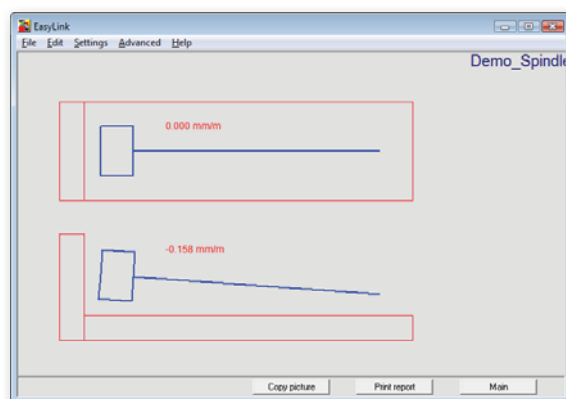 EasyLink
File Edit Settings Advanced Help
Demo_Spindle
0.000 mm/m
-0.158 mm/m
Copy picture Print report Main